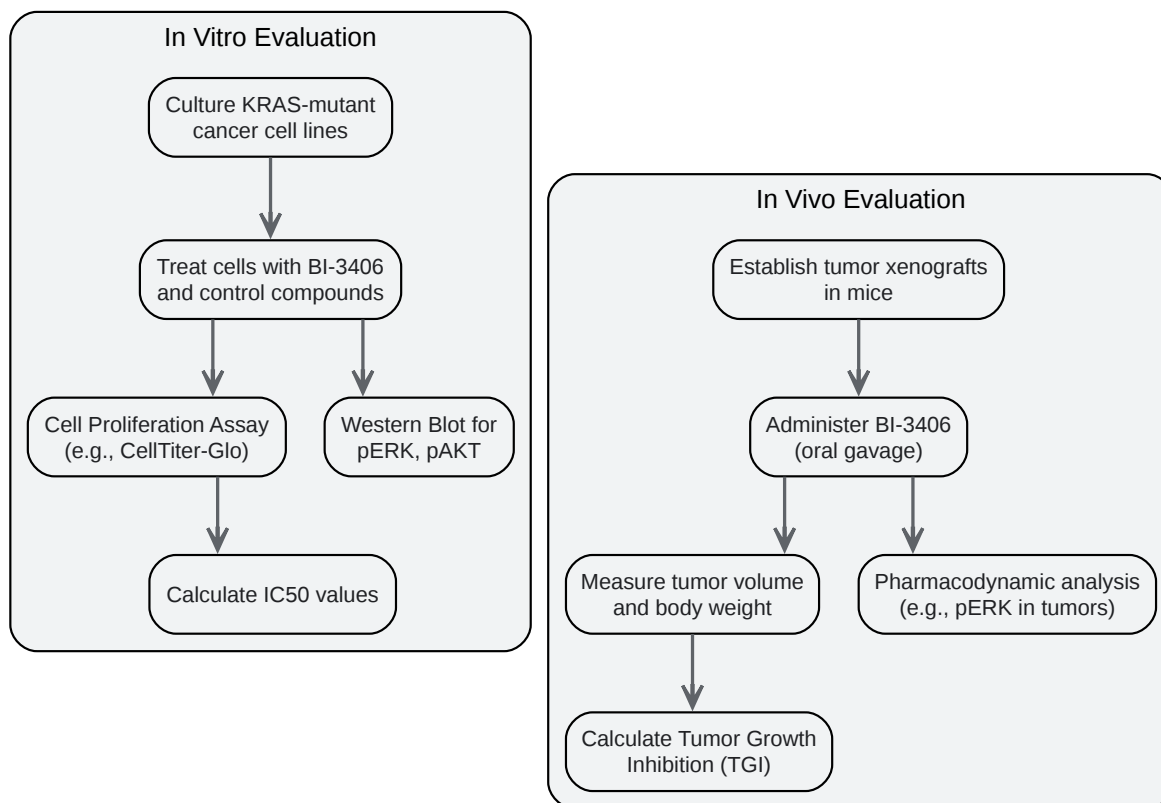 In Vitro Evaluation
Culture KRAS-mutant
cancer cell lines
Treat cells with BI-3406
and control compounds
Cell Proliferation Assay
(e.g., CellTiter-Glo)
Western Blot for
pERK, pAKT
Calculate IC50 values
In Vivo Evaluation
Establish tumor xenografts
in mice
Administer BI-3406
(oral gavage)
Measure tumor volume
and body weight
Pharmacodynamic analysis
(e.g., pERK in tumors)
Calculate Tumor Growth
Inhibition (TGI)